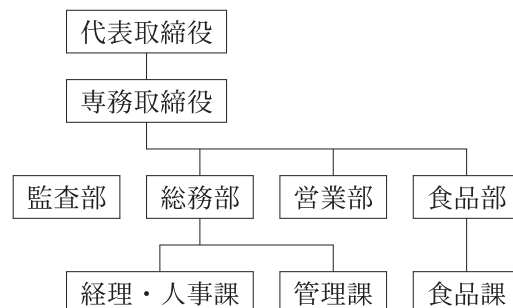 代表取締役
専務取締役
監査部 総務部 営業部 食品部
経理・人事課 管理課 食品課